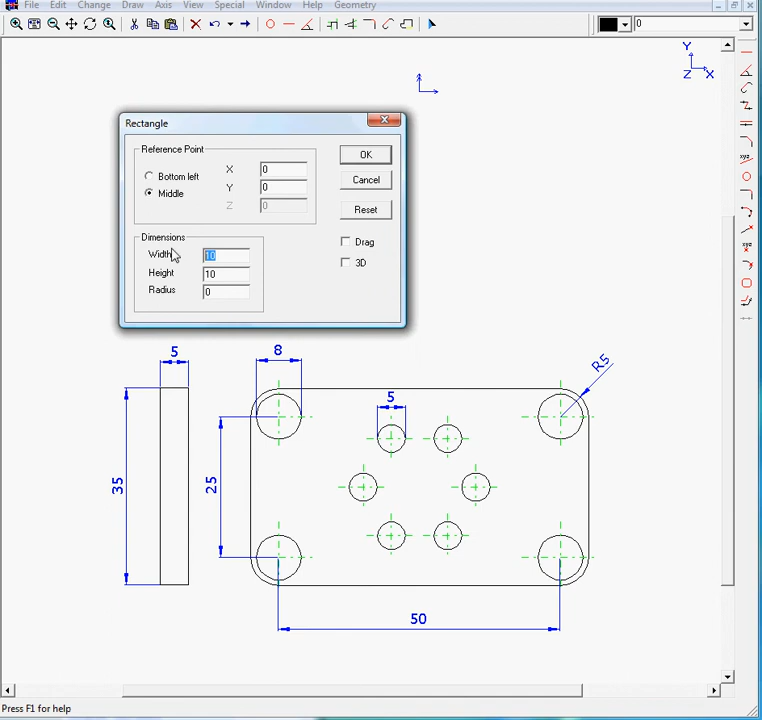 File Edit Change Draw Axis View Special Window Help Geometry
0
Y
Z X
Rectangle
Reference Point
Bottom left
Middle
X 0
Y 0
Z 0
OK
Cancel
Reset
Dimensions
Width 10
Height 10
Radius 0
Drag
3D
5
8
R5
5
35
25
50
Press F1 for help